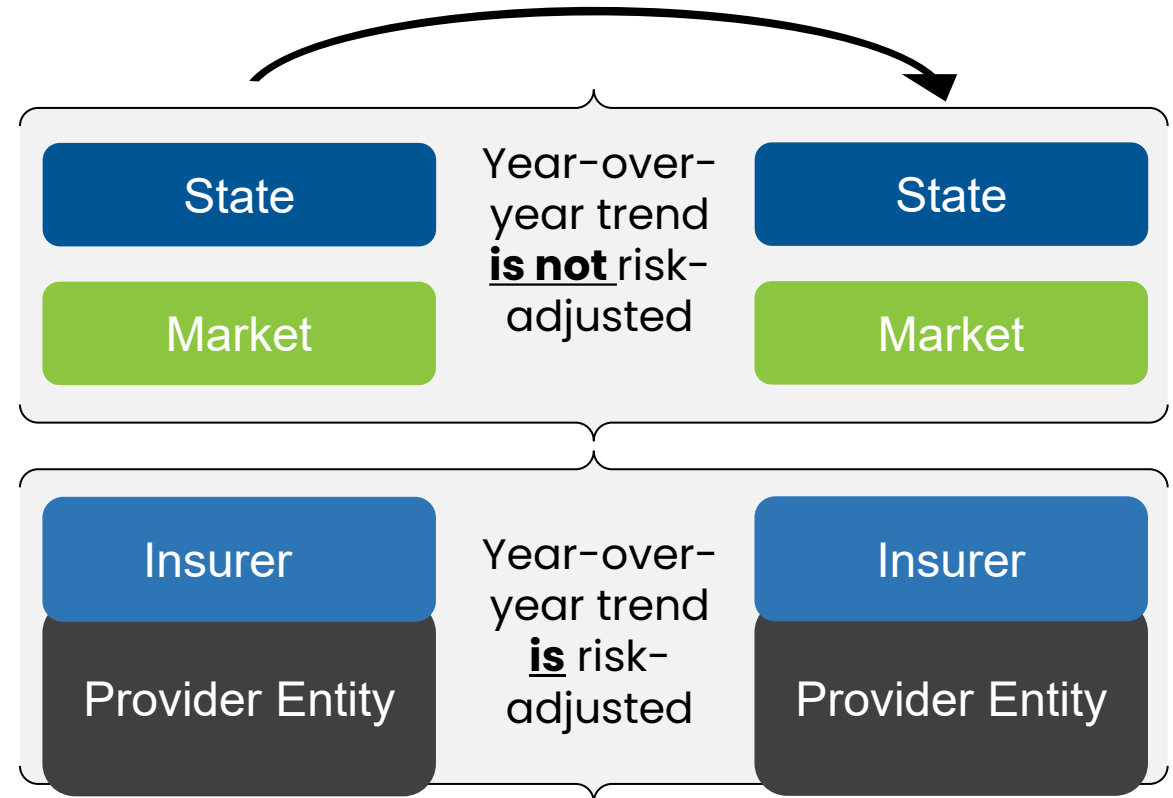 State
Year-over-
year trend
is not risk-
adjusted
State
Market
Market
Insurer
Year-over-
year trend
is risk-
adjusted
Insurer
Provider Entity
Provider Entity